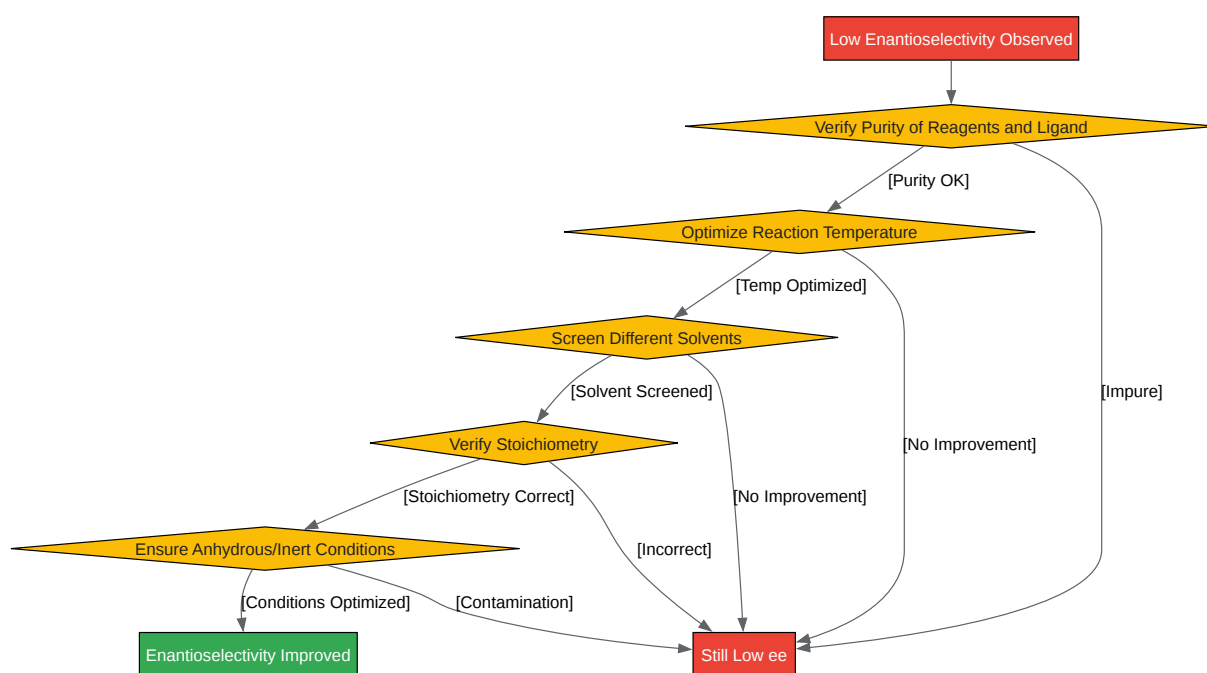 Low Enantioselectivity Observed
Verify Purity of Reagents and Ligand
[Purity OK]
Optimize Reaction Temperature
[Temp Optimized]
Screen Different Solvents
[Solvent Screened]
[Impure]
Verify Stoichiometry
[No Improvement]
[Stoichiometry Correct]
[No Improvement]
Ensure Anhydrous/Inert Conditions
[Incorrect]
[Conditions Optimized]
[Contamination]
Enantioselectivity Improved
Still Low ee